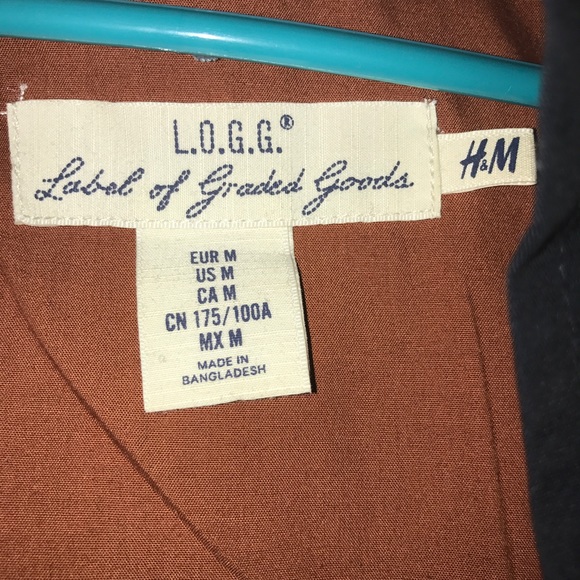 L.O.G.G.®
Label of Graded Goods
H&M
EUR M
US M
CA M
CN 175/100A
MX M
MADE IN
BANGLADESH